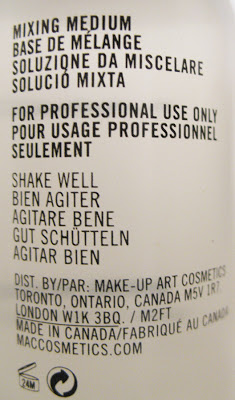 MIXING MEDIUM
BASE DE MÉLANGE
SOLUZIONE DA MISCELARE
SOLUCIÓ MIXTA
FOR PROFESSIONAL USE ONLY
POUR USAGE PROFESSIONNEL
SEULEMENT
SHAKE WELL
BIEN AGITER
AGITARE BENE
GUT SCHÜTTELN
AGITAR BIEN
DIST. BY/PAR: MAKE-UP ART COSMETICS
TORONTO, ONTARIO, CANADA M5V 1R7.
LONDON W1K 3BQ. / M2FT
MADE IN CANADA/FABRIQUÉ AU CANADA
MACCOSMETICS.COM
24M